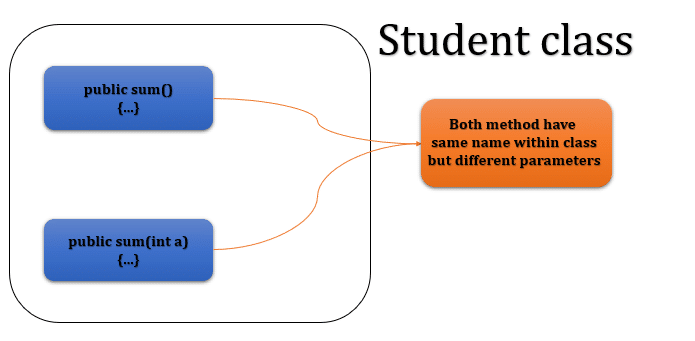 Student class
public sum()
{...}
Both method have
same name within class
but different parameters
public sum(int a)
{...}